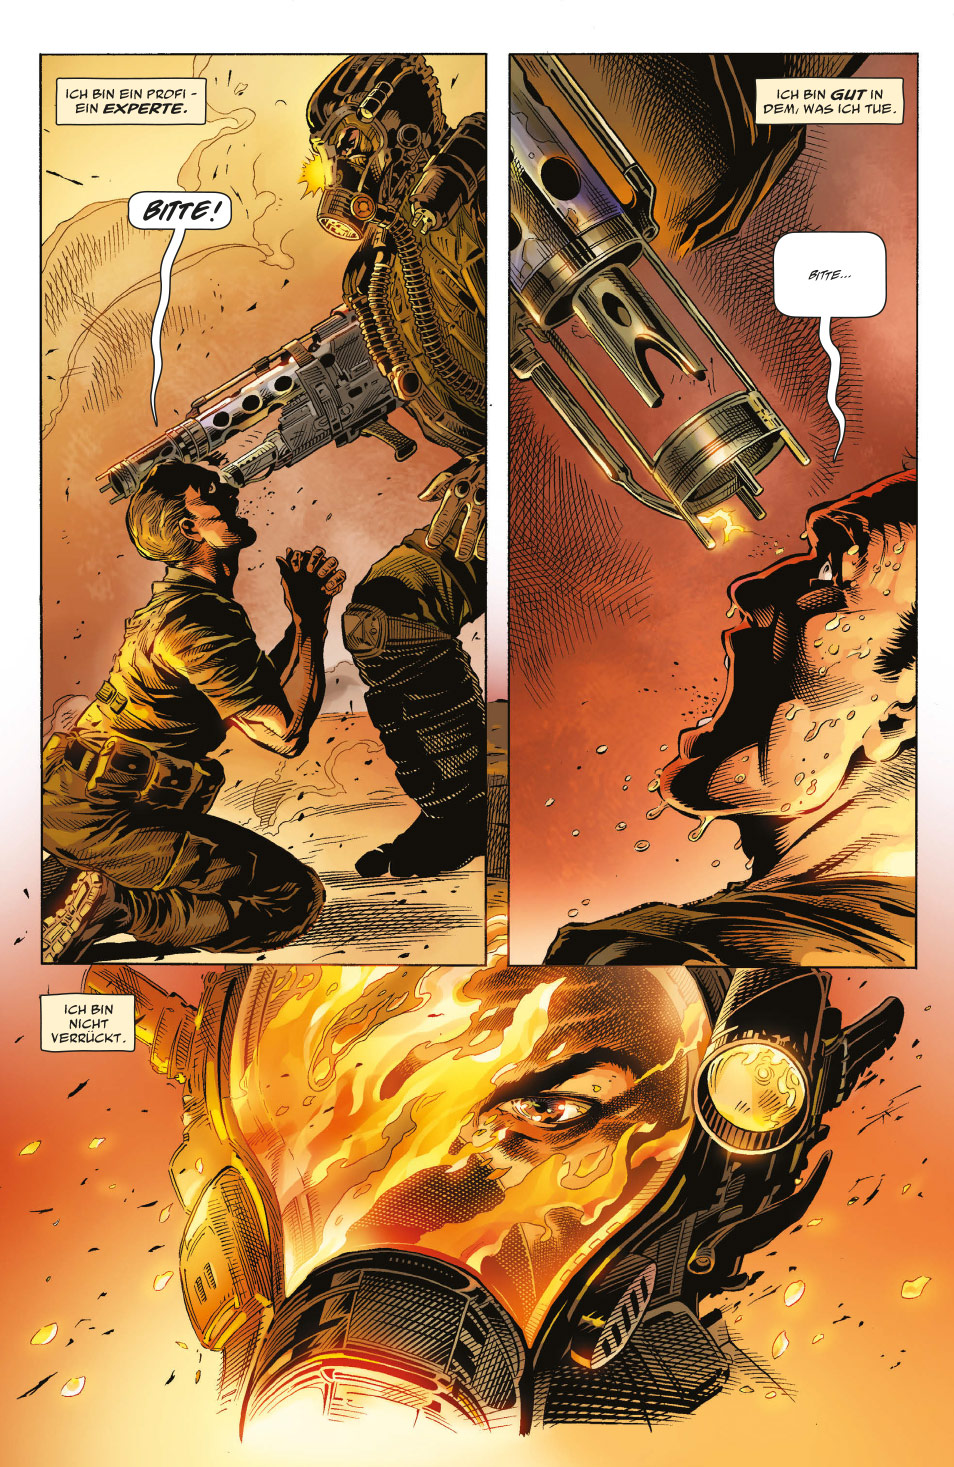 ICH BIN EIN PROFI -
EIN EXPERTE.
BITTE!
ICH BIN GUT IN
DEM, WAS ICH TUE.
BITTE...
ICH BIN
NICHT
VERRÜCKT.